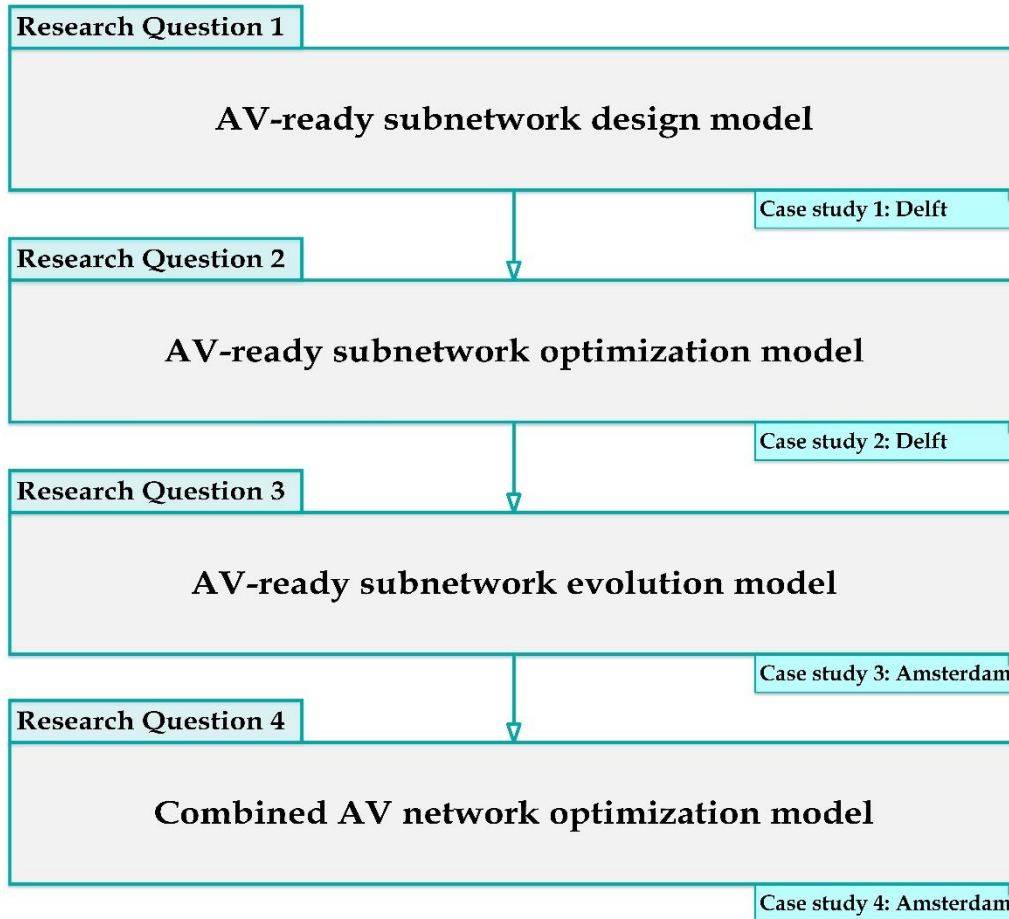 Research Question 1
AV-ready subnetwork design model
Case study 1: Delft
Research Question 2
AV-ready subnetwork optimization model
Case study 2: Delft
Research Question 3
AV-ready subnetwork evolution model
Case study 3: Amsterdam
Research Question 4
Combined AV network optimization model
Case study 4: Amsterdam